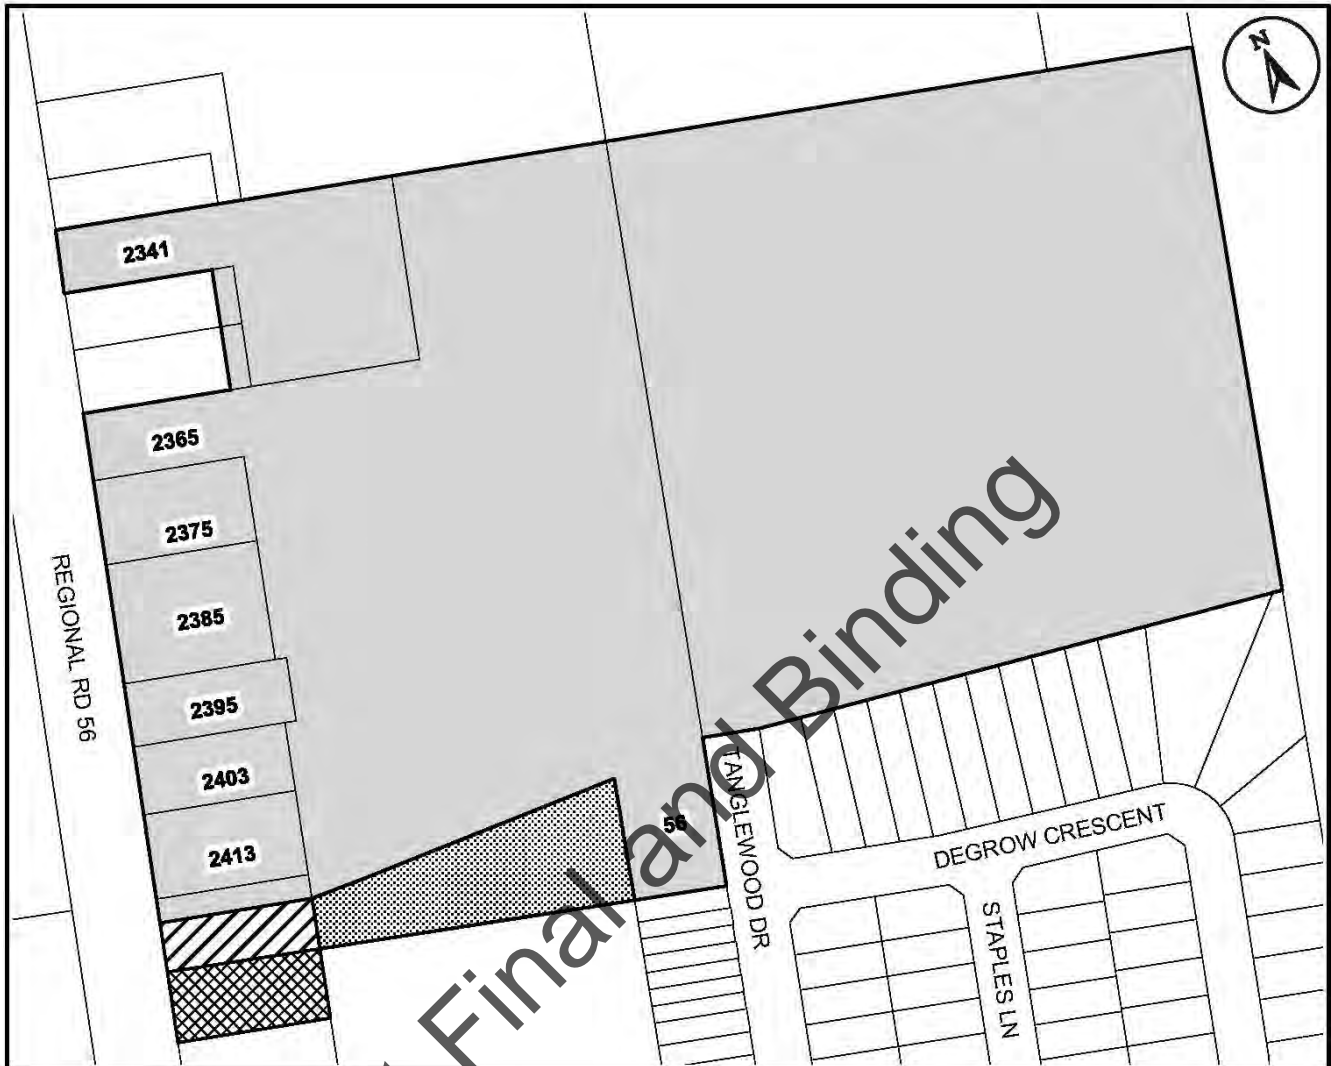 N
2341
2365
2375
2385
REGIONAL RD 56
2395
2403
2413
56
TANGLEWOOD DR
DEGROW CRESCENT
STAPLES LN
Final and Binding